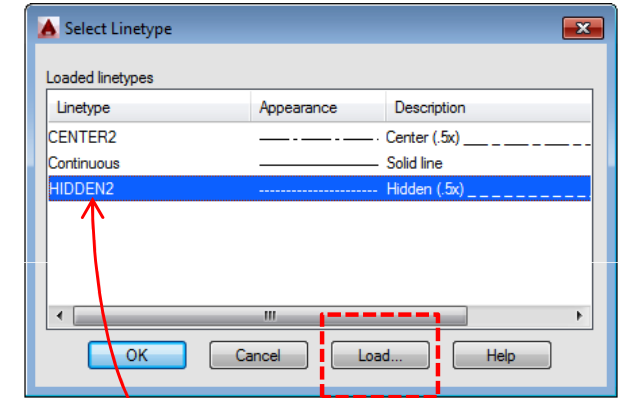 Select Linetype
Loaded linetypes
Linetype Appearance Description
CENTER2 Center (.5x)
Continuous Solid line
HIDDEN2 Hidden (.5x)
OK Cancel Load... Help